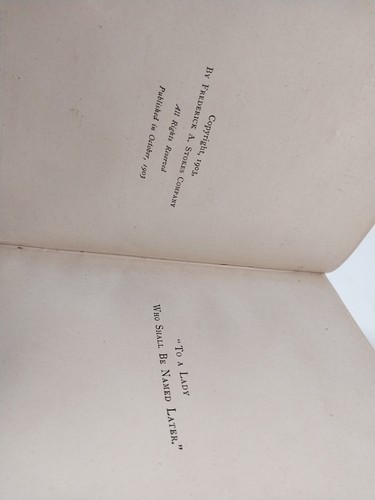 Copyright, 1903,
By Frederick A. Stokes Company
All Rights Reserved
Published in October, 1903
"To a Lady
Who Shall Be Named Later."